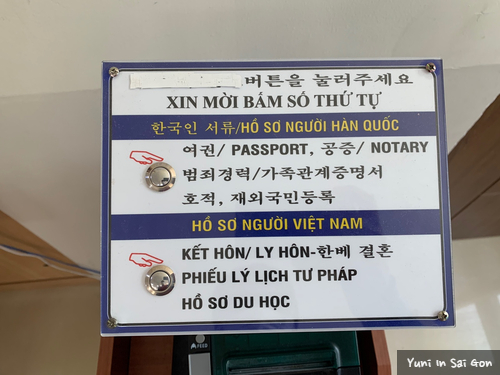 버튼을 눌러주세요
XIN MỜI BẤM SỐ THỨ TỰ
한국인 서류/HỒ SƠ NGƯỜI HÀN QUỐC
여권/ PASSPORT, 공증/ NOTARY
범죄경력/가족관계증명서
호적, 재외국민등록
HỒ SƠ NGƯỜI VIỆT NAM
KẾT HÔN/ LY HÔN-한베 결혼
PHIẾU LÝ LỊCH TƯ PHÁP
HỒ SƠ DU HỌC
FEED
Yuni in Sai Gon